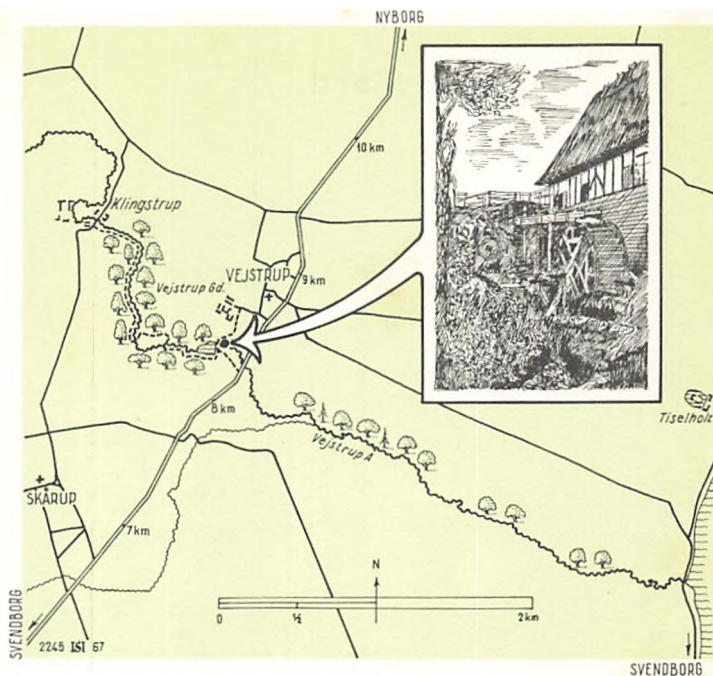 NYBORG
10 km
Klingstrup
Vejstrup Gd.
VEJSTRUP
9 km
8 km
Tiselholt
Vejstrup Å
SKÅRUP
7 km
N
0
½
2 km
SVENDBORG
2245 ISI 67
SVENDBORG